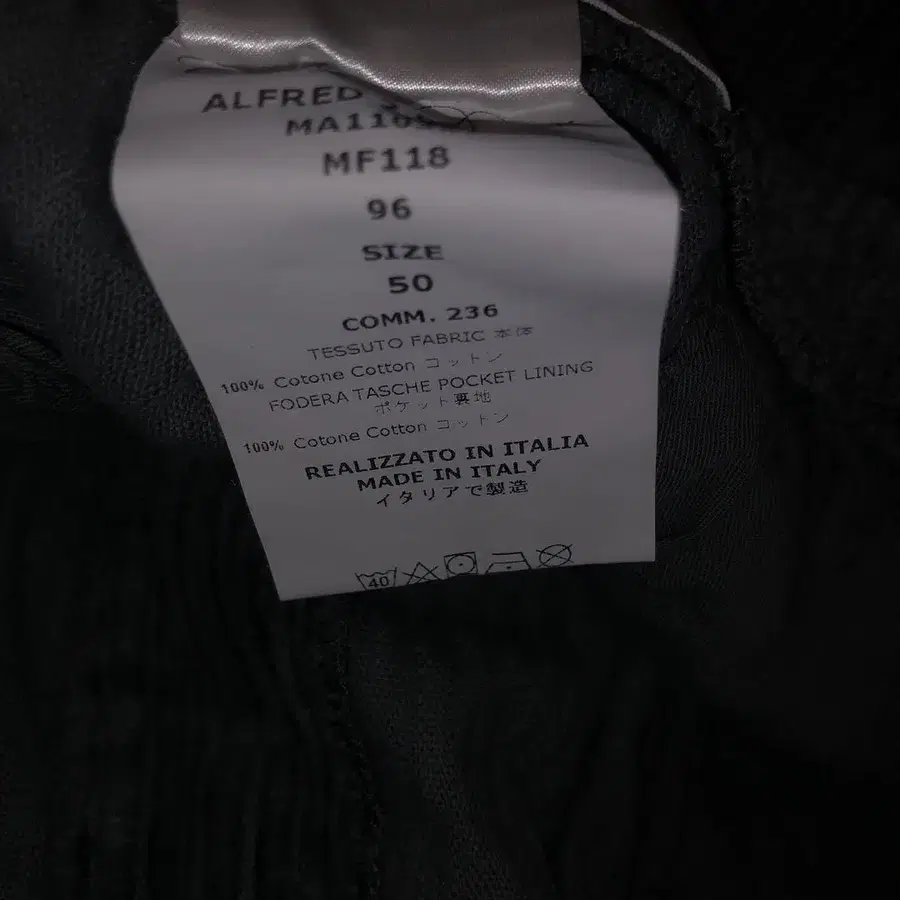 ALFRED
MF118
96
SIZE
50
COMM. 236
TESSUTO FABRIC 本体
100% Cotone Cotton コットン
FODERA TASCHE POCKET LINING
ポケット裏地
100% Cotone Cotton コットン
REALIZZATO IN ITALIA
MADE IN ITALY
イタリアで製造
40